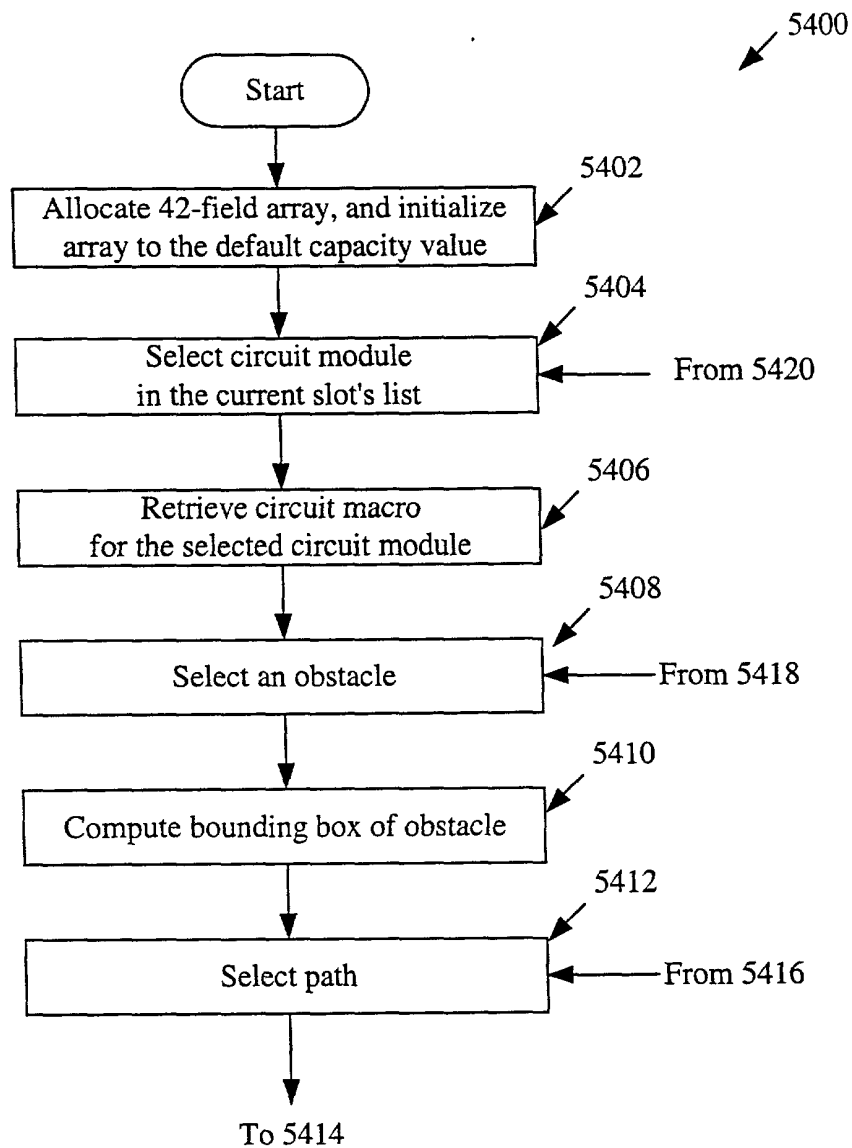 5400
Start
5402
Allocate 42-field array, and initialize
array to the default capacity value
5404
Select circuit module
in the current slot's list
From 5420
5406
Retrieve circuit macro
for the selected circuit module
5408
Select an obstacle
From 5418
5410
Compute bounding box of obstacle
5412
Select path
From 5416
To 5414